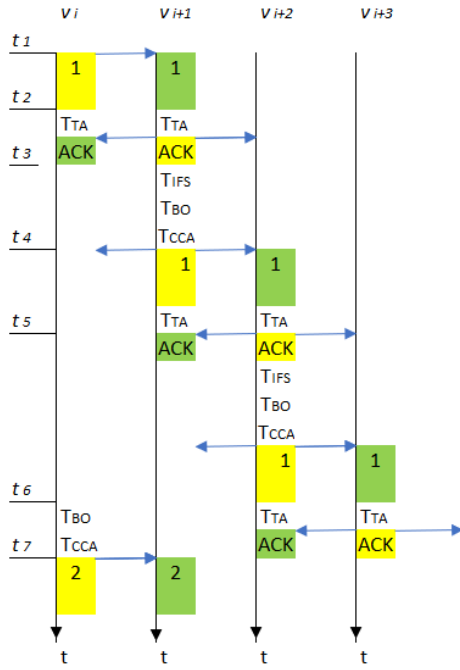 v i v i+1 v i+2 v i+3
t 1
1 1
t 2
TTA TTA
t 3 ACK ACK
TIFS
TBO
t 4 TCCA
1 1
t 5 TTA TTA
ACK ACK
TIFS
TBO
TCCA
1 1
t 6
TBO TTA TTA
t 7 TCCA ACK ACK
2 2
t t t t